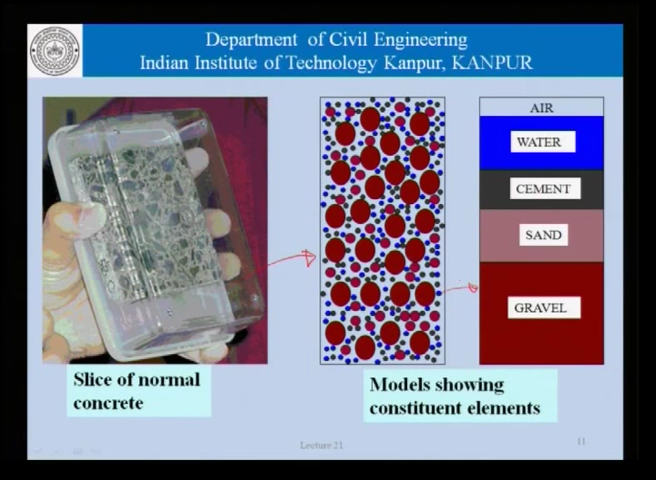 Department of Civil Engineering
Indian Institute of Technology Kanpur, KANPUR
AIR
WATER
CEMENT
SAND
GRAVEL
Slice of normal
concrete
Models showing
constituent elements
Lecture 21
11